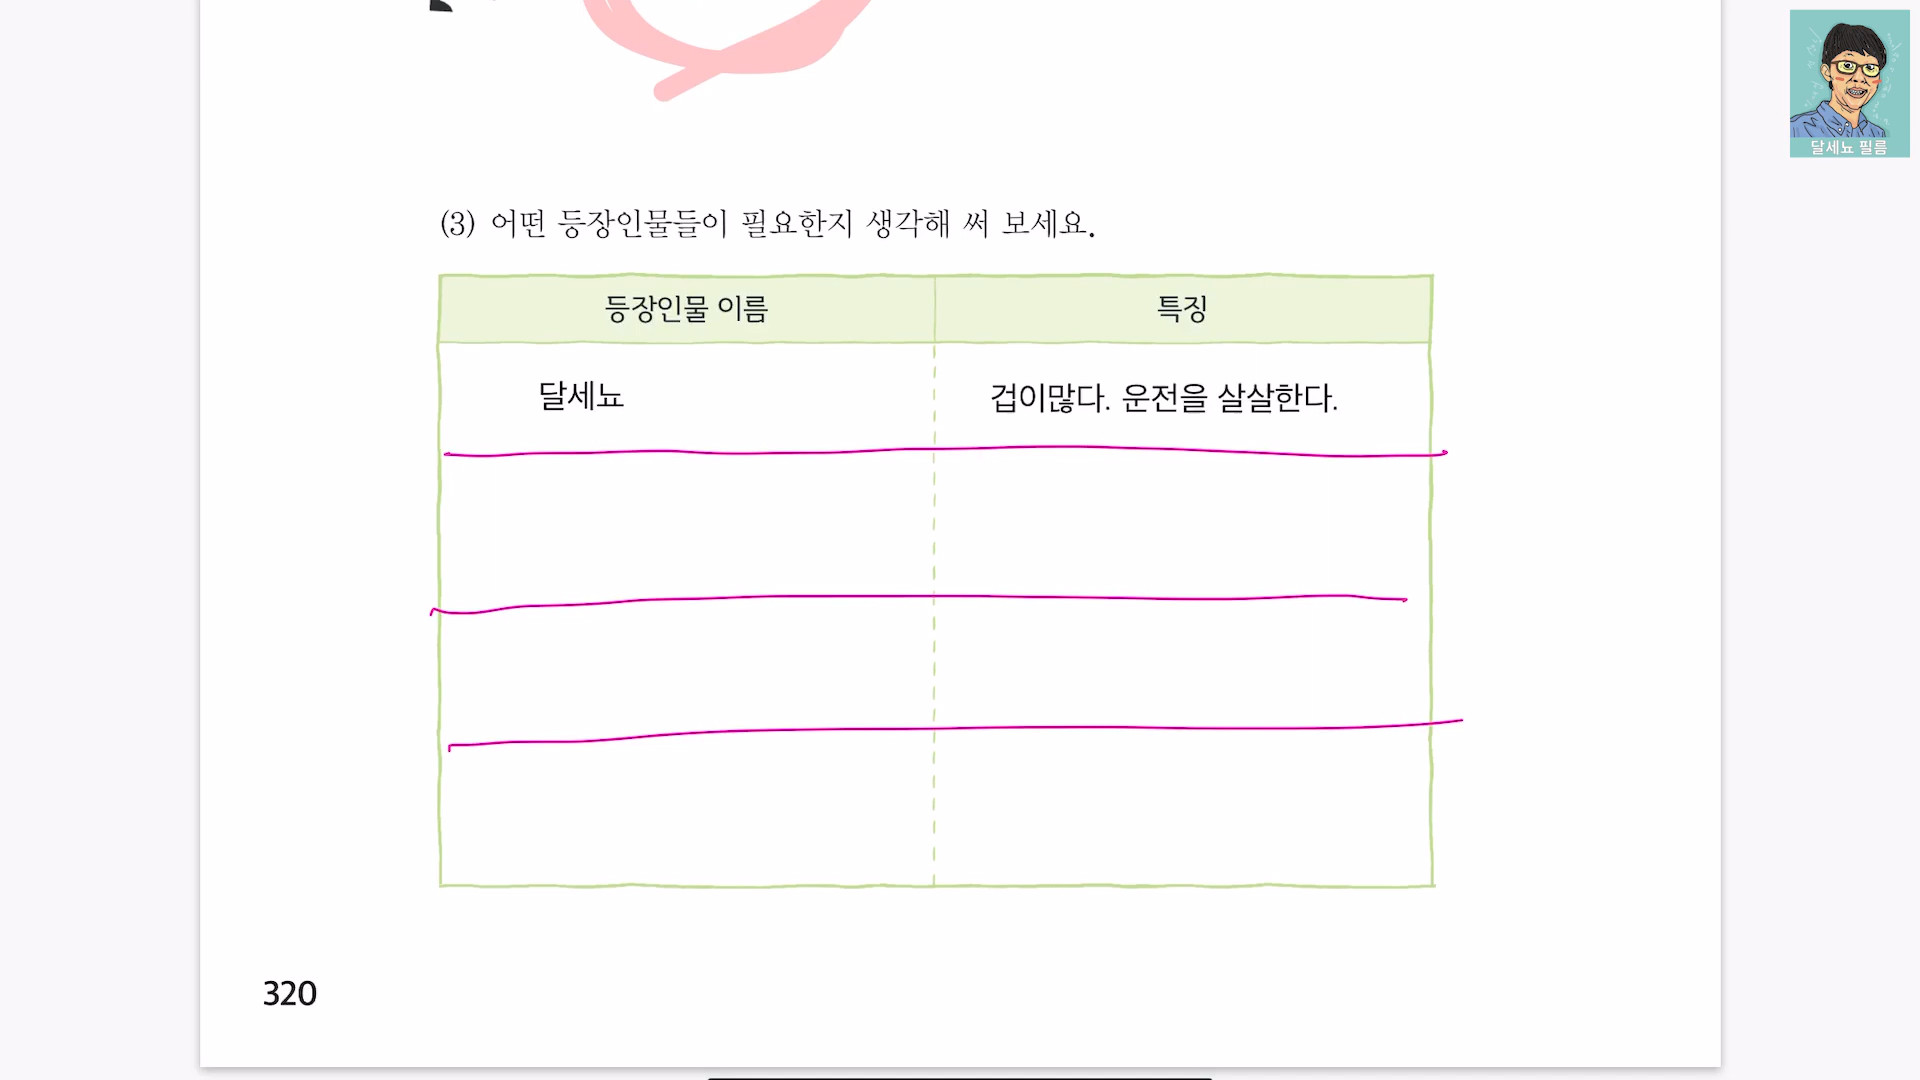 달세뇨 필름
(3) 어떤 등장인물들이 필요한지 생각해 써 보세요.
등장인물 이름 특징
달세뇨 겁이많다. 운전을 살살한다.
320